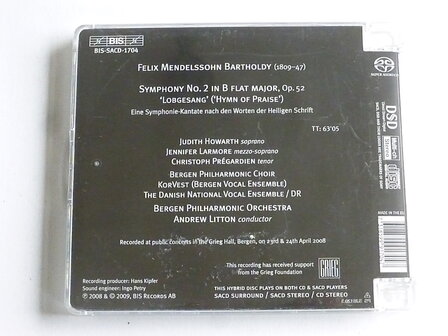 BIS
BIS-SACD-1704
FELIX MENDELSSOHN BARTHOLDY (1809–47)
SYMPHONY NO. 2 IN B FLAT MAJOR, OP. 52
'LOBGESANG' ('HYMN OF PRAISE')
Eine Symphonie-Kantate nach den Worten der Heiligen Schrift
TT: 63'05
JUDITH HOWARTH soprano
JENNIFER LARMORE mezzo-soprano
CHRISTOPH PRÉGARDIEN tenor
BERGEN PHILHARMONIC CHOIR
KORVEST (BERGEN VOCAL ENSEMBLE)
THE DANISH NATIONAL VOCAL ENSEMBLE / DR
BERGEN PHILHARMONIC ORCHESTRA
ANDREW LITTON conductor
Recorded at public concerts in the Grieg Hall, Bergen, on 23rd & 24th April 2008
This recording has received support
from the Grieg Foundation
GRIEG
Recording producer: Hans Kipfer
Sound engineer: Ingo Petry
℗ 2008 & © 2009, BIS Records AB
THIS HYBRID DISC PLAYS ON BOTH CD & SACD PLAYERS
SACD SURROUND / SACD STEREO / CD STEREO
SUPER AUDIO CD
DSD
Multi-ch
Stereo
MADE IN THE EU